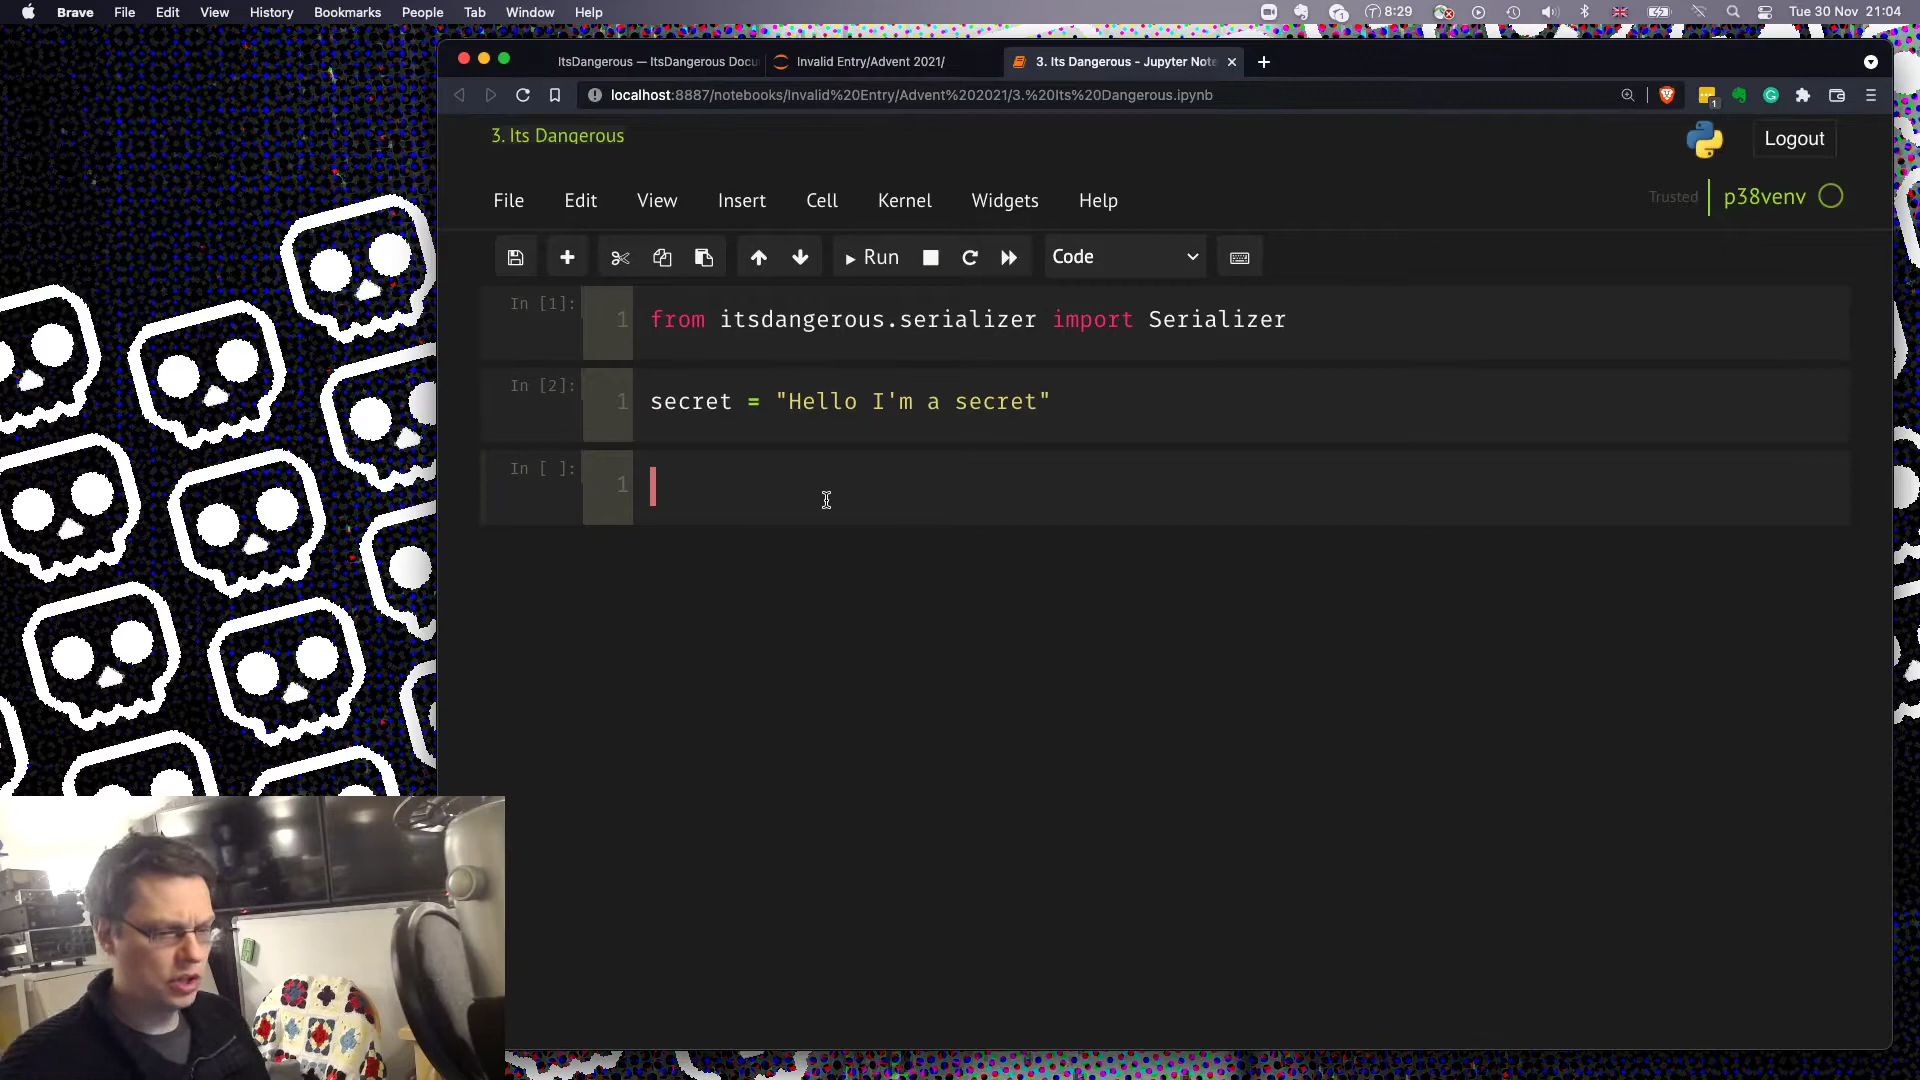 Brave File Edit View History Bookmarks People Tab Window Help 1 8:29 Tue 30 Nov 21:04
ItsDangerous — ItsDangerous Docu Invalid Entry/Advent 2021/ 3. Its Dangerous - Jupyter Note
localhost:8887/notebooks/Invalid%20Entry/Advent%202021/3.%20Its%20Dangerous.ipynb 1
3. Its Dangerous Logout
File Edit View Insert Cell Kernel Widgets Help Trusted p38venv
Run Code
In [1]: 1 from itsdangerous.serializer import Serializer
In [2]: 1 secret = "Hello I'm a secret"
In [ ]: 1